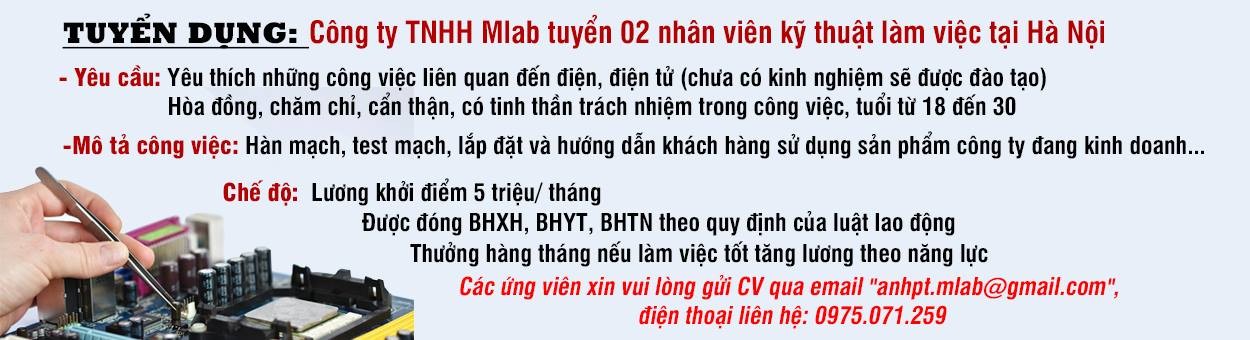 TUYỂN DỤNG: Công ty TNHH Mlab tuyển 02 nhân viên kỹ thuật làm việc tại Hà Nội
- Yêu cầu: Yêu thích những công việc liên quan đến điện, điện tử (chưa có kinh nghiệm sẽ được đào tạo)
Hòa đồng, chăm chỉ, cẩn thận, có tinh thần trách nhiệm trong công việc, tuổi từ 18 đến 30
-Mô tả công việc: Hàn mạch, test mạch, lắp đặt và hướng dẫn khách hàng sử dụng sản phẩm công ty đang kinh doanh...
Chế độ: Lương khởi điểm 5 triệu/ tháng
Được đóng BHXH, BHYT, BHTN theo quy định của luật lao động
Thưởng hàng tháng nếu làm việc tốt tăng lương theo năng lực
Các ứng viên xin vui lòng gửi CV qua email "anhpt.mlab@gmail.com",
điện thoại liên hệ: 0975.071.259